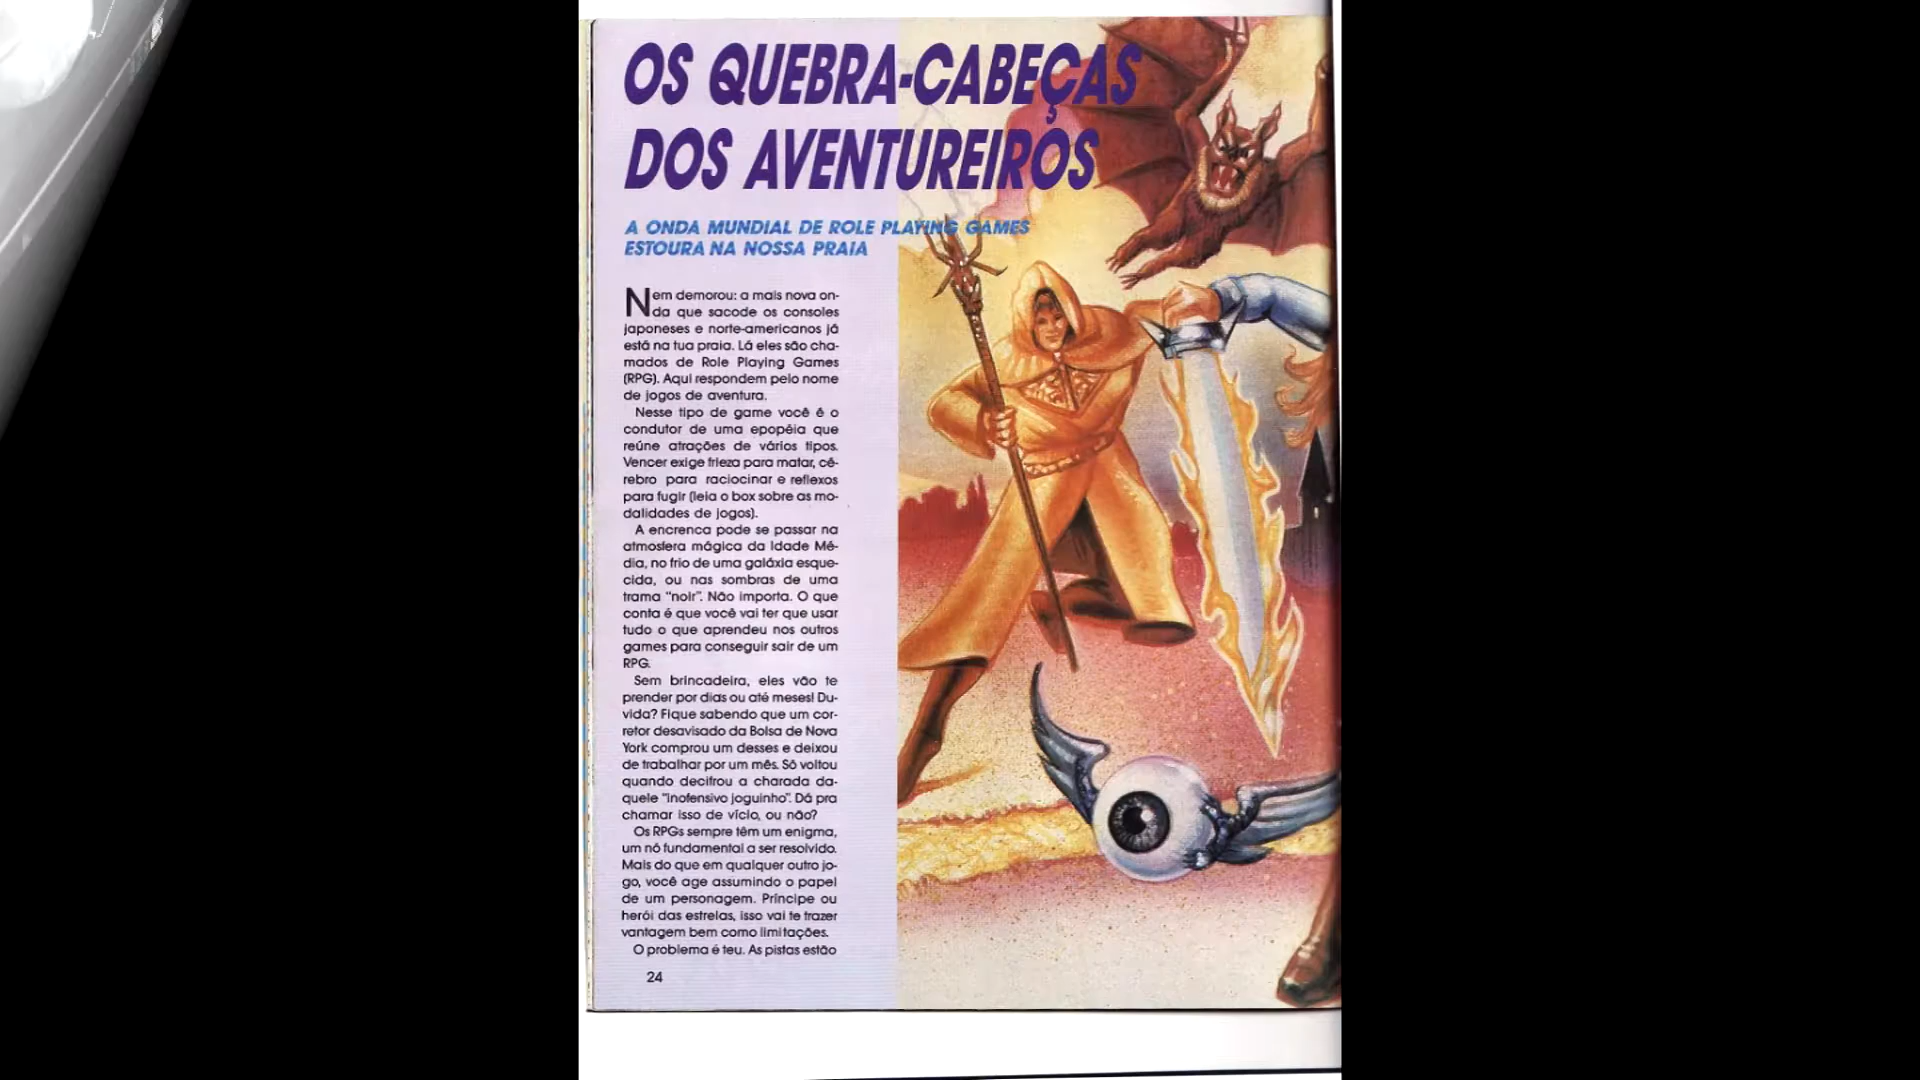 OS QUEBRA-CABEÇAS
DOS AVENTUREIROS
A ONDA MUNDIAL DE ROLE PLAYING GAMES
ESTOURA NA NOSSA PRAIA
Nem demorou: a mais nova on-
da que sacode os consoles
japoneses e norte-americanos já
está na tua praia. Lá eles são cha-
mados de Role Playing Games
(RPG). Aqui respondem pelo nome
de jogos de aventura.
Nesse tipo de game você é o
condutor de uma epopéia que
reúne atrações de vários tipos.
Vencer exige frieza para matar, cé-
rebro para raciocinar e reflexos
para fugir (leia o box sobre as mo-
dalidades de jogos).
A encrenca pode se passar na
atmosfera mágica da Idade Mé-
dia, no frio de uma galáxia esque-
cida, ou nas sombras de uma
trama "noir". Não importa. O que
conta é que você vai ter que usar
tudo o que aprendeu nos outros
games para conseguir sair de um
RPG.
Sem brincadeira, eles vão te
prender por dias ou até meses! Du-
vida? Fique sabendo que um cor-
retor desavisado da Bolsa de Nova
York comprou um desses e deixou
de trabalhar por um mês. Só voltou
quando decifrou a charada da-
quele "inofensivo joguinho". Dá pra
chamar isso de vício, ou não?
Os RPGs sempre têm um enigma,
um nó fundamental a ser resolvido.
Mais do que em qualquer outro jo-
go, você age assumindo o papel
de um personagem. Príncipe ou
herói das estrelas, isso vai te trazer
vantagem bem como limitações.
O problema é teu. As pistas estão
24